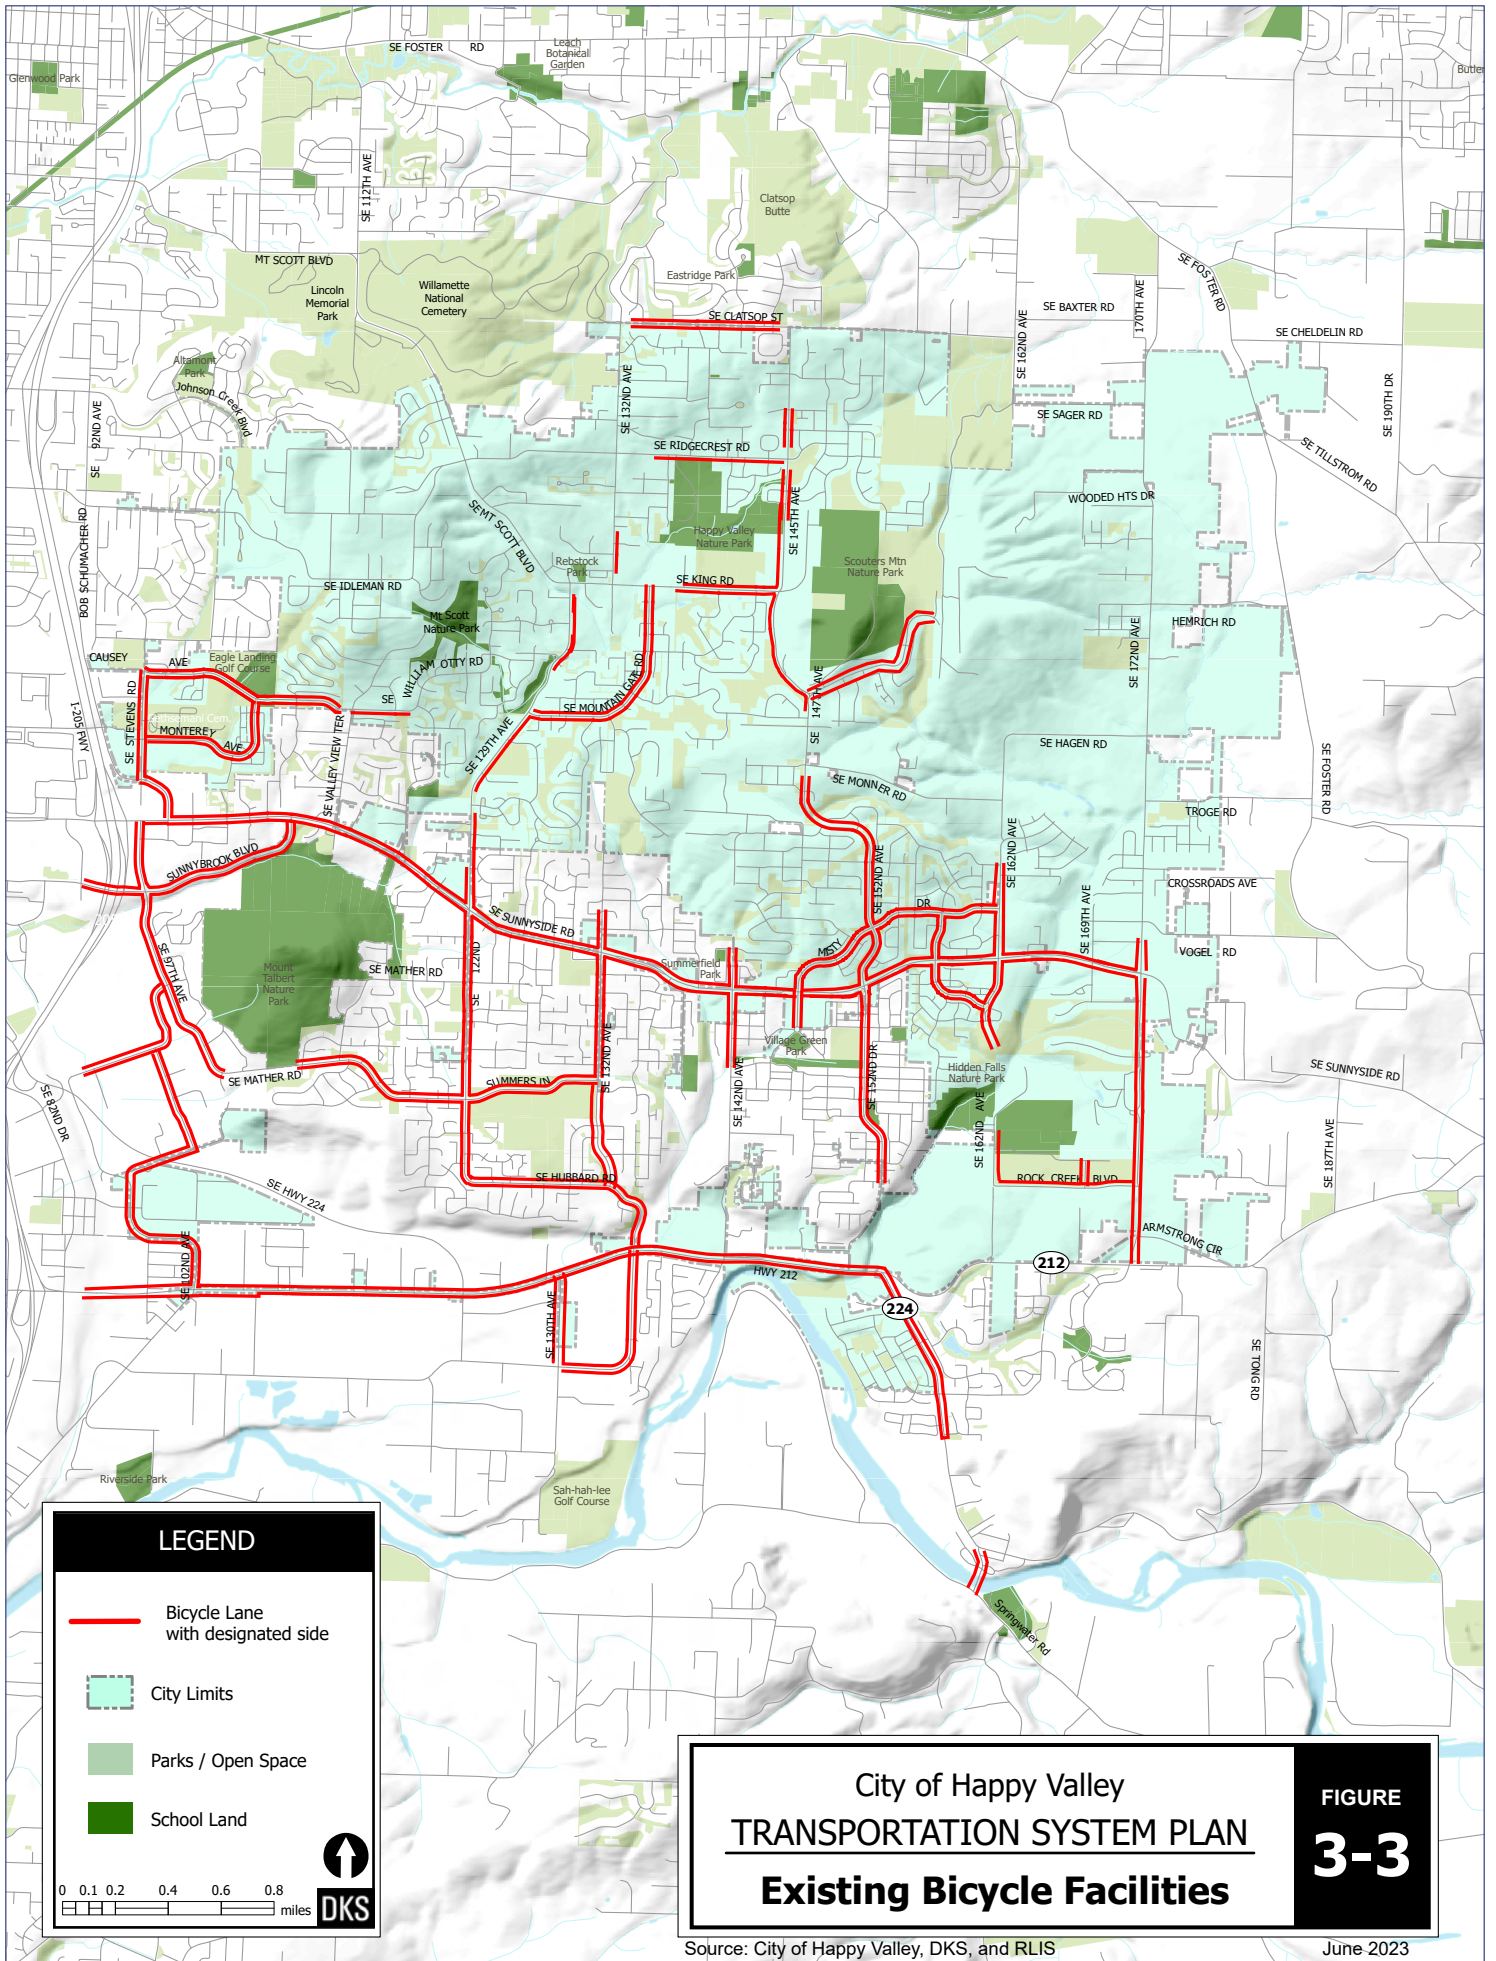 SE FOSTER RD
Leach
Botanical
Garden
Glenwood Park
Butler
SE 112TH AVE
Clatsop
Butte
MT SCOTT BLVD
Lincoln
Memorial
Park
Willamette
National
Cemetery
Eastridge Park
SE FOSTER RD
SE BAXTER RD
170TH AVE
SE CLATSOP ST
SE CHELDELIN RD
SE 162ND AVE
Altamont
Park
Johnson Creek Blvd
SE 132ND AVE
SE 190TH DR
SE 92ND AVE
SE SAGER RD
SE RIDGECREST RD
SE TILLSTROM RD
WOODED HTS DR
SE MT SCOTT BLVD
SE 145TH AVE
BOB SCHUMACHER RD
Happy Valley
Nature Park
Rebstock
Park
Scouters Mtn
Nature Park
SE IDLEMAN RD
SE KING RD
Mt Scott
Nature Park
HEMRICH RD
SE 172ND AVE
CAUSEY AVE
Eagle Landing
Golf Course
SE WILLIAM OTTY RD
SE MOUNTAIN GATE RD
SE STEVENS RD
I-205 FWY
Gethsemani Cem.
MONTEREY AVE
SE 147TH AVE
SE HAGEN RD
SE 129TH AVE
SE VALLEY VIEW TER
SE MONNER RD
SE FOSTER RD
TROGE RD
SUNNYBROOK BLVD
SE 152ND AVE
SE 162ND AVE
CROSSROADS AVE
SE SUNNYSIDE RD
MISTY DR
SE 169TH AVE
VOGEL RD
SE 97TH AVE
Mount
Talbert
Nature
Park
SE MATHER RD
SE 122ND
Summerfield
Park
SE 132ND AVE
Village Green
Park
SE 142ND AVE
SE 152ND DR
Hidden Falls
Nature Park
SE SUNNYSIDE RD
SE MATHER RD
SUMMERS LN
SE 82ND DR
SE 162ND AVE
SE 187TH AVE
SE HUBBARD RD
ROCK CREEK BLVD
SE HWY 224
ARMSTRONG CIR
SE 102ND AVE
HWY 212
212
224
SE 130TH AVE
SE TONG RD
Riverside Park
Sah-hah-lee
Golf Course
Springwater Rd
LEGEND
Bicycle Lane
with designated side
City Limits
Parks / Open Space
School Land
0 0.1 0.2 0.4 0.6 0.8
miles
DKS
City of Happy Valley
TRANSPORTATION SYSTEM PLAN
Existing Bicycle Facilities
FIGURE
3-3
Source: City of Happy Valley, DKS, and RLIS
June 2023